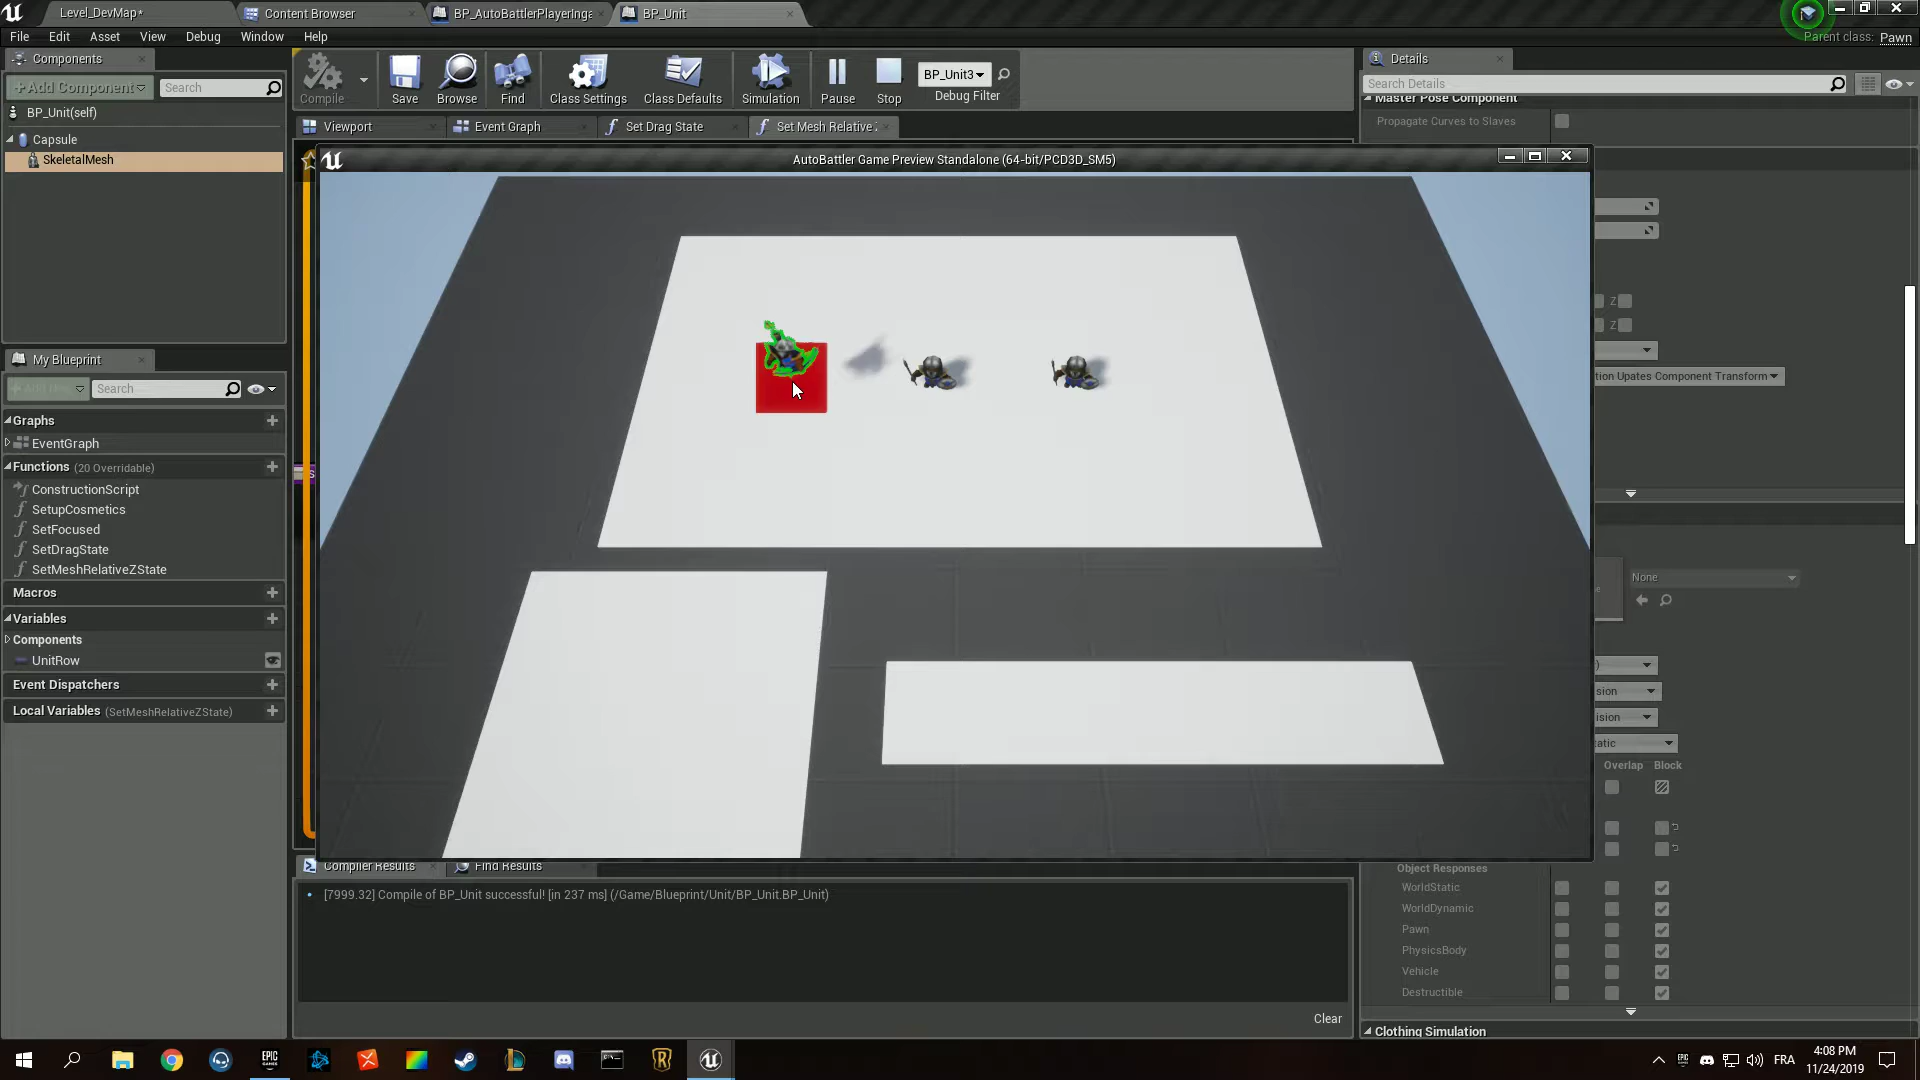 Level_DevMap*
Content Browser
BP_AutoBattlerPlayerInga
BP_Unit
File Edit Asset View Debug Window Help
Parent class: Pawn
Components
Details
+Add Component
Search
Compile Save Browse Find Class Settings Class Defaults Simulation Pause Stop
BP_Unit3
Debug Filter
Search Details
Master Pose Component
Propagate Curves to Slaves
BP_Unit(self)
Capsule
SkeletalMesh
Viewport Event Graph Set Drag State Set Mesh Relative
AutoBattler Game Preview Standalone (64-bit/PCD3D_SM5)
Z
Z
tion Upates Component Transform
My Blueprint
Search
Graphs
EventGraph
Functions (20 Overridable)
ConstructionScript
SetupCosmetics
SetFocused
SetDragState
SetMeshRelativeZState
Macros
Variables
Components
UnitRow
Event Dispatchers
Local Variables (SetMeshRelativeZState)
None
sion
ision
atic
Overlap Block
Object Responses
WorldStatic
WorldDynamic
Pawn
PhysicsBody
Vehicle
Destructible
Clothing Simulation
Compiler Results Find Results
[7999.32] Compile of BP_Unit successful! [in 237 ms] (/Game/Blueprint/Unit/BP_Unit.BP_Unit)
Clear
EPIC GAMES
FRA
4:08 PM
11/24/2019